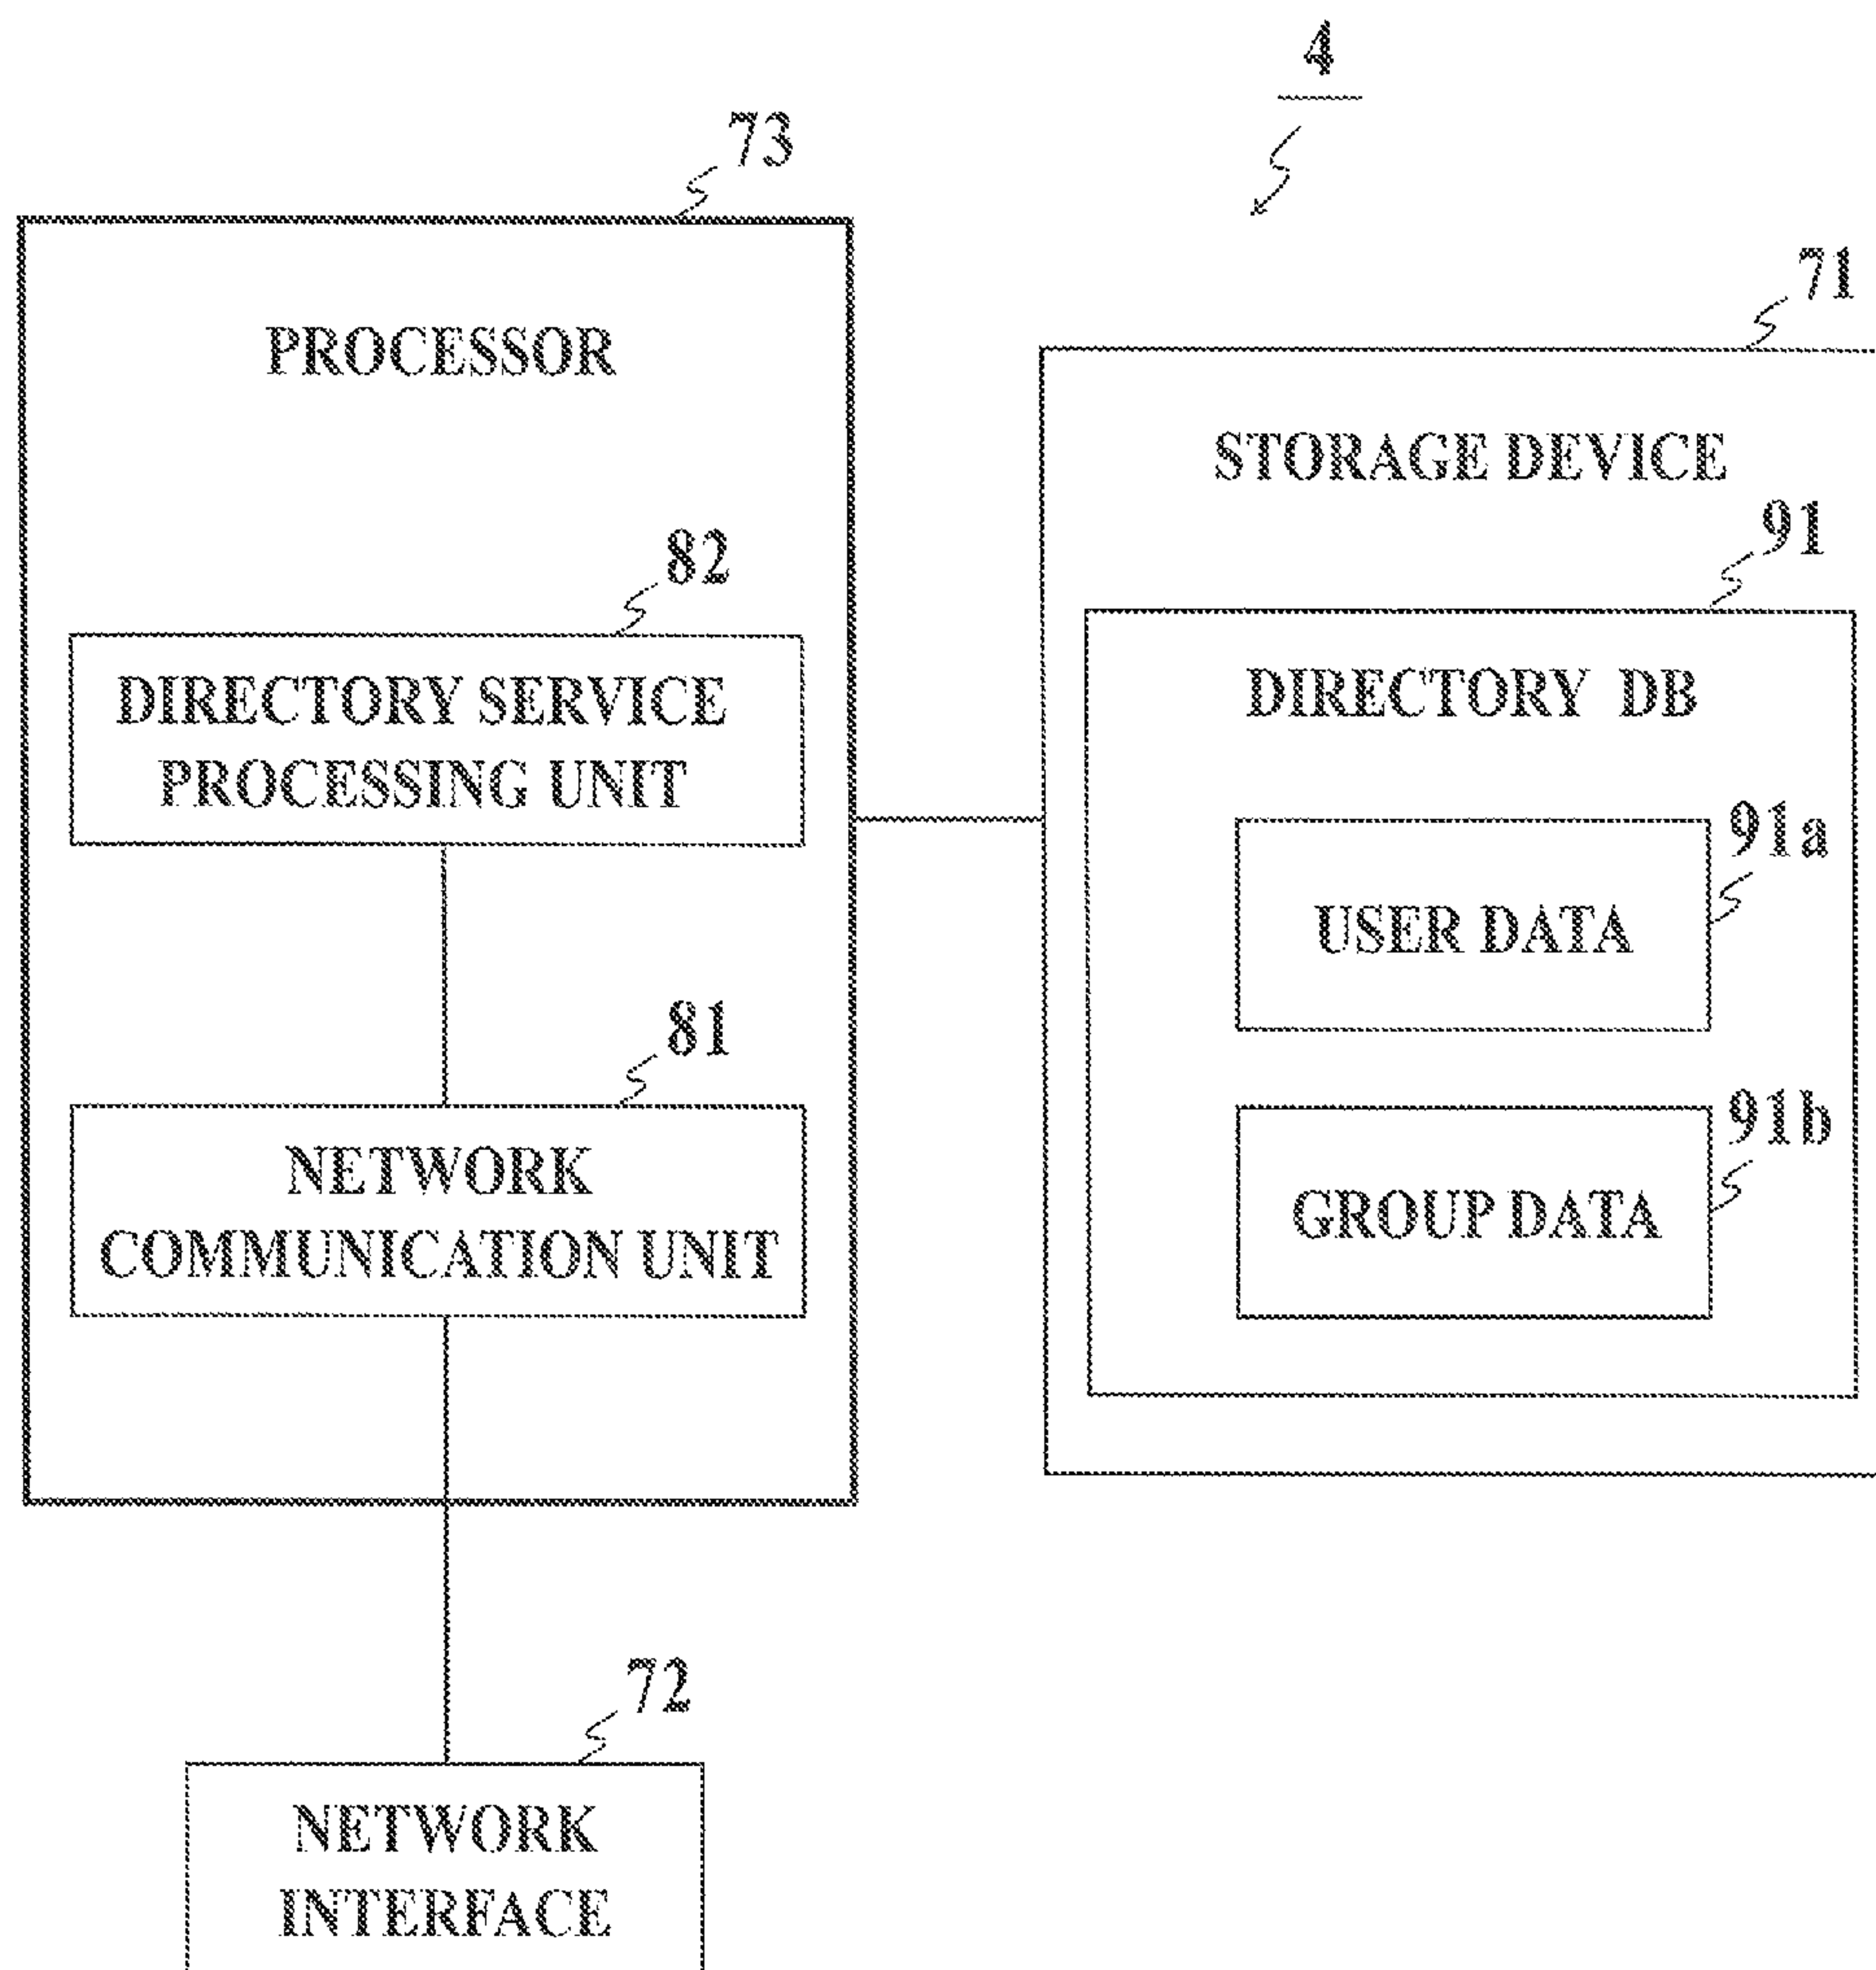 4
73
PROCESSOR
82
DIRECTORY SERVICE
PROCESSING UNIT
81
NETWORK
COMMUNICATION UNIT
72
NETWORK
INTERFACE
71
STORAGE DEVICE
91
DIRECTORY DB
91a
USER DATA
91b
GROUP DATA